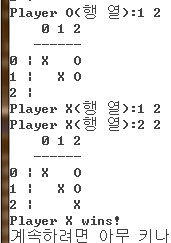 Player O(행 열):1 2
0 1 2
------
0 | X O
1 | X O
2 |
Player X(행 열):1 2
Player X(행 열):2 2
0 1 2
------
0 | X O
1 | X O
2 | X
Player X wins!
계속하려면 아무 키나